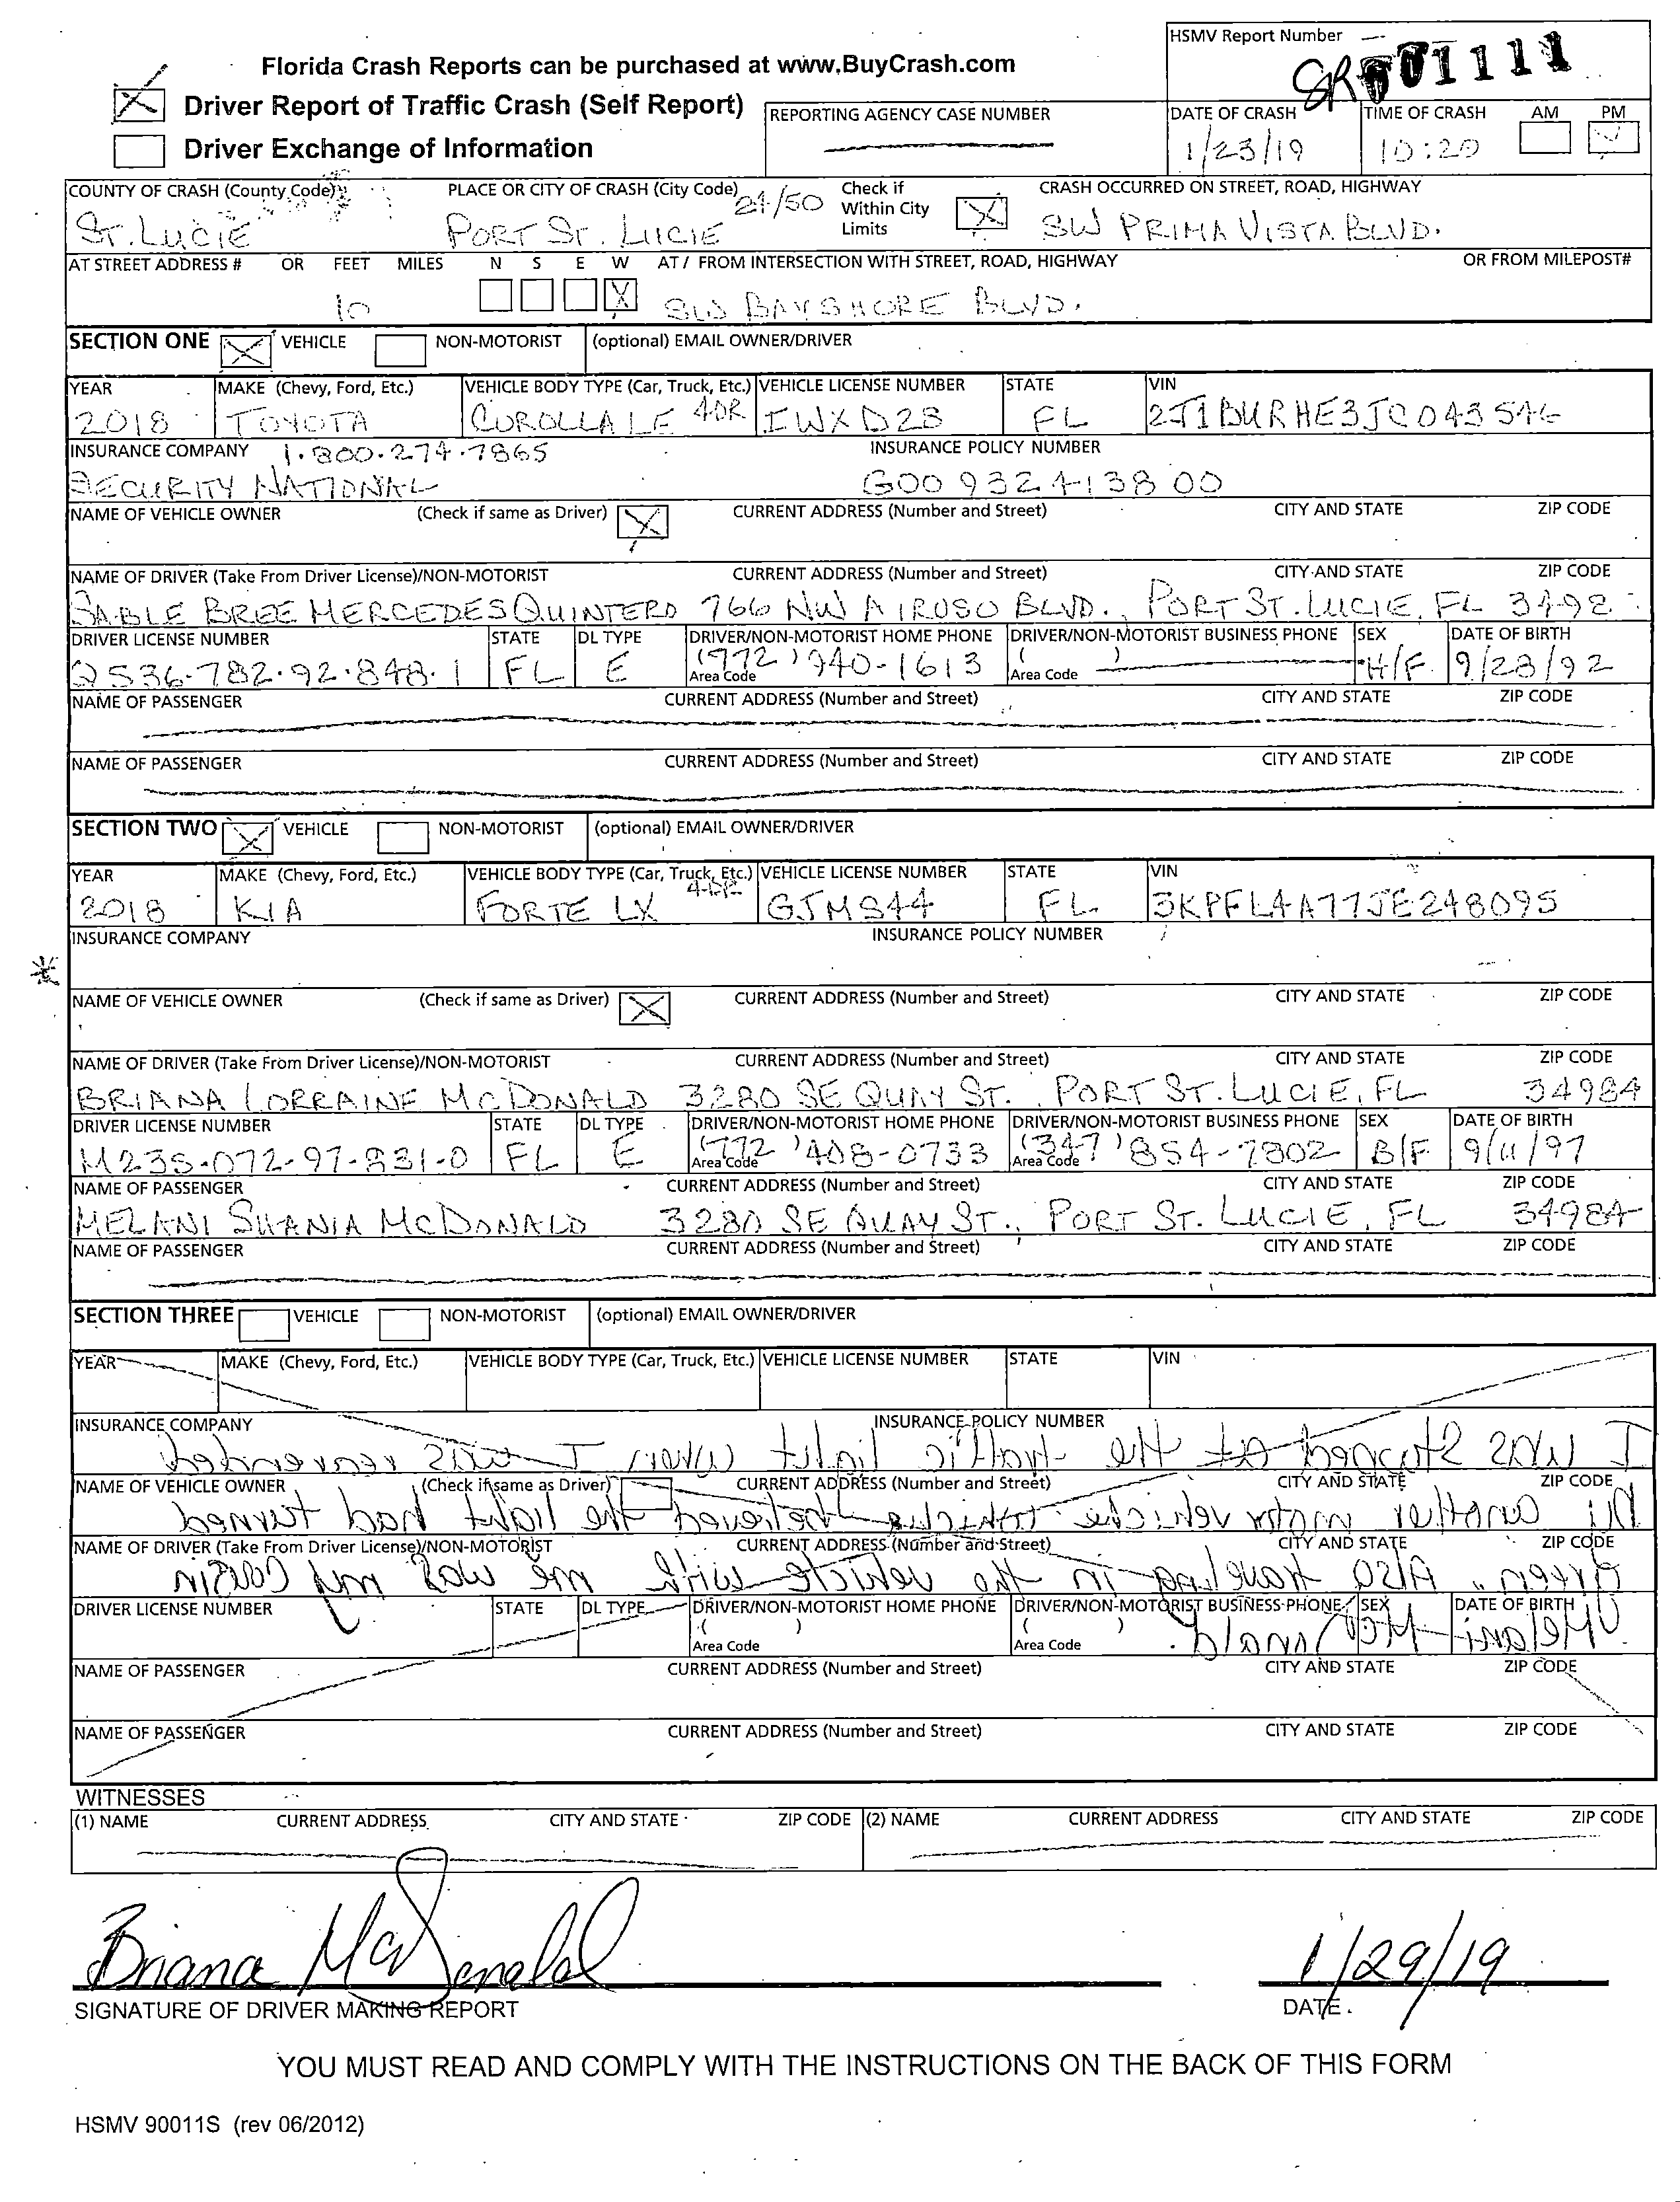 HSMV Report Number
Florida Crash Reports can be purchased at www.BuyCrash.com
Driver Report of Traffic Crash (Self Report)
REPORTING AGENCY CASE NUMBER
DATE OF CRASH TIME OF CRASH AM PM
Driver Exchange of Information
1/23/19 10:20
COUNTY OF CRASH (County Code) PLACE OR CITY OF CRASH (City Code) 24/50 Check if Within City Limits CRASH OCCURRED ON STREET, ROAD, HIGHWAY
ST. LUCIE PORT ST. LUCIE SW PRIMA VISTA BLVD.
AT STREET ADDRESS # OR FEET MILES N S E W AT / FROM INTERSECTION WITH STREET, ROAD, HIGHWAY OR FROM MILEPOST#
10 X SW BAYSHORE BLVD.
SECTION ONE X VEHICLE NON-MOTORIST (optional) EMAIL OWNER/DRIVER
YEAR MAKE (Chevy, Ford, Etc.) VEHICLE BODY TYPE (Car, Truck, Etc.) VEHICLE LICENSE NUMBER STATE VIN
2018 TOYOTA COROLLA LE 4DR IWXD28 FL 2T1BURHE3JC043546
INSURANCE COMPANY 1.800.274.7865 INSURANCE POLICY NUMBER
SECURITY NATIONAL G00 9324138 00
NAME OF VEHICLE OWNER (Check if same as Driver) X CURRENT ADDRESS (Number and Street) CITY AND STATE ZIP CODE
NAME OF DRIVER (Take From Driver License)/NON-MOTORIST CURRENT ADDRESS (Number and Street) CITY AND STATE ZIP CODE
SABLE BREE MERCEDES QUINTERO 766 NW AIROSO BLVD., PORT ST. LUCIE, FL
DRIVER LICENSE NUMBER STATE DL TYPE DRIVER/NON-MOTORIST HOME PHONE DRIVER/NON-MOTORIST BUSINESS PHONE SEX DATE OF BIRTH
Q536-782-92-848-1 FL E (772) 940-1613 Area Code ( ) Area Code H/F 9/28/92
NAME OF PASSENGER CURRENT ADDRESS (Number and Street) CITY AND STATE ZIP CODE
NAME OF PASSENGER CURRENT ADDRESS (Number and Street) CITY AND STATE ZIP CODE
SECTION TWO X VEHICLE NON-MOTORIST (optional) EMAIL OWNER/DRIVER
YEAR MAKE (Chevy, Ford, Etc.) VEHICLE BODY TYPE (Car, Truck, Etc.) VEHICLE LICENSE NUMBER STATE VIN
2018 KIA FORTE LX 4-DR GJMS44 FL 3KPFL4A77JE248095
INSURANCE COMPANY INSURANCE POLICY NUMBER
*
NAME OF VEHICLE OWNER (Check if same as Driver) X CURRENT ADDRESS (Number and Street) CITY AND STATE ZIP CODE
NAME OF DRIVER (Take From Driver License)/NON-MOTORIST CURRENT ADDRESS (Number and Street) CITY AND STATE ZIP CODE
BRIANA LORRAINE MCDONALD 3280 SE QUAY ST., PORT ST. LUCIE, FL 34984
DRIVER LICENSE NUMBER STATE DL TYPE DRIVER/NON-MOTORIST HOME PHONE DRIVER/NON-MOTORIST BUSINESS PHONE SEX DATE OF BIRTH
M235-072-97-831-0 FL E (772) 408-0733 Area Code (347) 854-7802 Area Code B/F 9/11/97
NAME OF PASSENGER CURRENT ADDRESS (Number and Street) CITY AND STATE ZIP CODE
MELANI SHANIA MCDONALD 3280 SE QUAY ST., PORT ST. LUCIE, FL 34984
NAME OF PASSENGER CURRENT ADDRESS (Number and Street) CITY AND STATE ZIP CODE
SECTION THREE VEHICLE NON-MOTORIST (optional) EMAIL OWNER/DRIVER
YEAR MAKE (Chevy, Ford, Etc.) VEHICLE BODY TYPE (Car, Truck, Etc.) VEHICLE LICENSE NUMBER STATE VIN
INSURANCE COMPANY INSURANCE POLICY NUMBER
I was stopped at the traffic light when I was rearended
NAME OF VEHICLE OWNER (Check if same as Driver) CURRENT ADDRESS (Number and Street) CITY AND STATE ZIP CODE
by another motor vehicle believed the light had turned
NAME OF DRIVER (Take From Driver License)/NON-MOTORIST CURRENT ADDRESS (Number and Street) CITY AND STATE ZIP CODE
green. Also traveling in the vehicle with me was my cousin
DRIVER LICENSE NUMBER STATE DL TYPE DRIVER/NON-MOTORIST HOME PHONE DRIVER/NON-MOTORIST BUSINESS PHONE SEX DATE OF BIRTH
( ) Area Code ( ) Area Code
Melani McDonald.
NAME OF PASSENGER CURRENT ADDRESS (Number and Street) CITY AND STATE ZIP CODE
NAME OF PASSENGER CURRENT ADDRESS (Number and Street) CITY AND STATE ZIP CODE
WITNESSES
(1) NAME CURRENT ADDRESS CITY AND STATE ZIP CODE (2) NAME CURRENT ADDRESS CITY AND STATE ZIP CODE
Briana McDonald 1/29/19
SIGNATURE OF DRIVER MAKING REPORT DATE
YOU MUST READ AND COMPLY WITH THE INSTRUCTIONS ON THE BACK OF THIS FORM
HSMV 90011S (rev 06/2012)